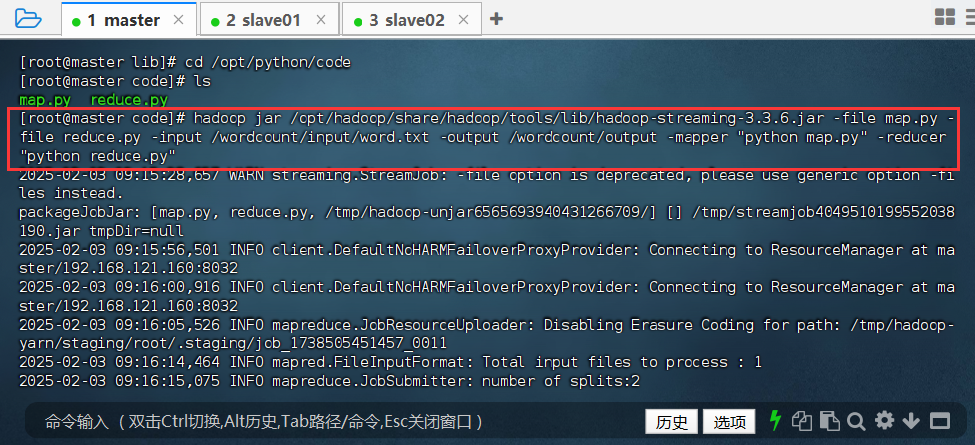 1 master
2 slave01
3 slave02
[root@master lib]# cd /opt/python/code
[root@master code]# ls
map.py  reduce.py
[root@master code]# hadoop jar /opt/hadoop/share/hadoop/tools/lib/hadoop-streaming-3.3.6.jar -file map.py -
file reduce.py -input /wordcount/input/word.txt -output /wordcount/output -mapper "python map.py" -reducer
"python reduce.py"
2025-02-03 09:15:28,657 WARN streaming.StreamJob: -file option is deprecated, please use generic option -fi
les instead.
packageJobJar: [map.py, reduce.py, /tmp/hadoop-unjar6565693940431266709/] [] /tmp/streamjob4049510199552038
190.jar tmpDir=null
2025-02-03 09:15:56,501 INFO client.DefaultNoHARMFailoverProxyProvider: Connecting to ResourceManager at ma
ster/192.168.121.160:8032
2025-02-03 09:16:00,916 INFO client.DefaultNoHARMFailoverProxyProvider: Connecting to ResourceManager at ma
ster/192.168.121.160:8032
2025-02-03 09:16:05,526 INFO mapreduce.JobResourceUploader: Disabling Erasure Coding for path: /tmp/hadoop-
yarn/staging/root/.staging/job_1738505451457_0011
2025-02-03 09:16:14,464 INFO mapred.FileInputFormat: Total input files to process : 1
2025-02-03 09:16:15,075 INFO mapreduce.JobSubmitter: number of splits:2
命令输入 （双击Ctrl切换,Alt历史,Tab路径/命令,Esc关闭窗口）
历史
选项